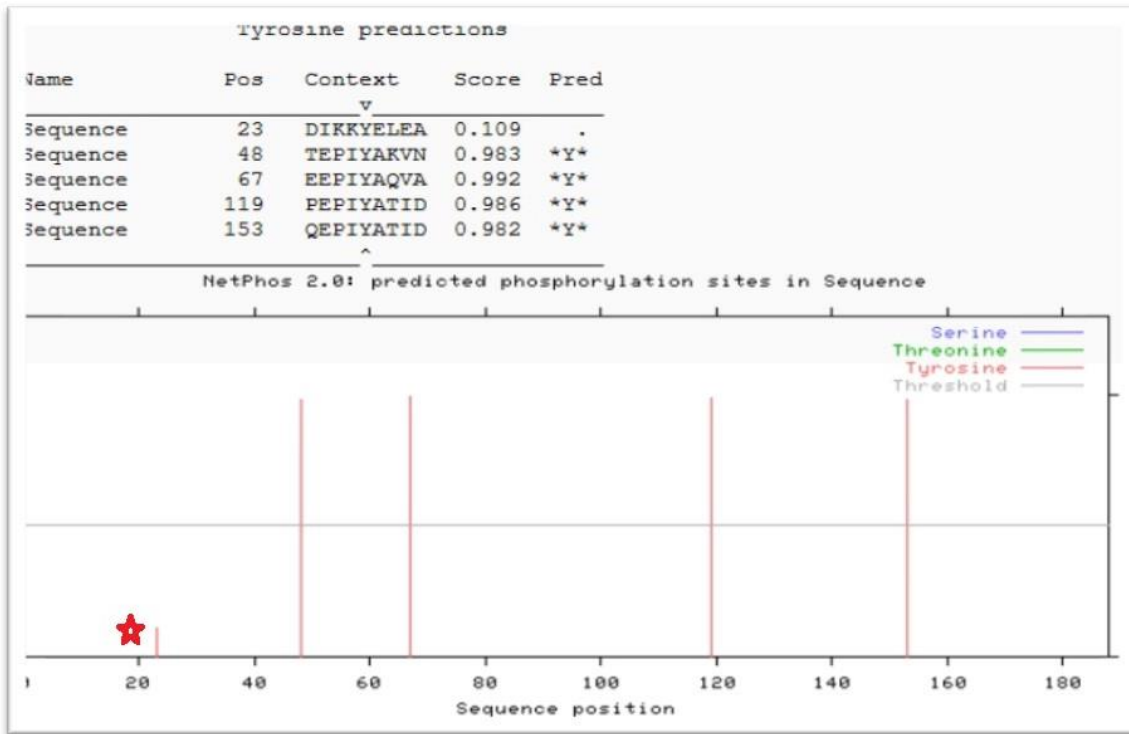 Tyrosine predictions
Name Pos Context Score Pred
v
Sequence 23 DIKKYELEA 0.109 .
Sequence 48 TEPIYAKVN 0.983 *Y*
Sequence 67 EEPIYAQVA 0.992 *Y*
Sequence 119 PEPIYATID 0.986 *Y*
Sequence 153 QEPIYATID 0.982 *Y*
^
NetPhos 2.0: predicted phosphorylation sites in Sequence
Serine
Threonine
Tyrosine
Threshold
20 40 60 80 100 120 140 160 180
Sequence position